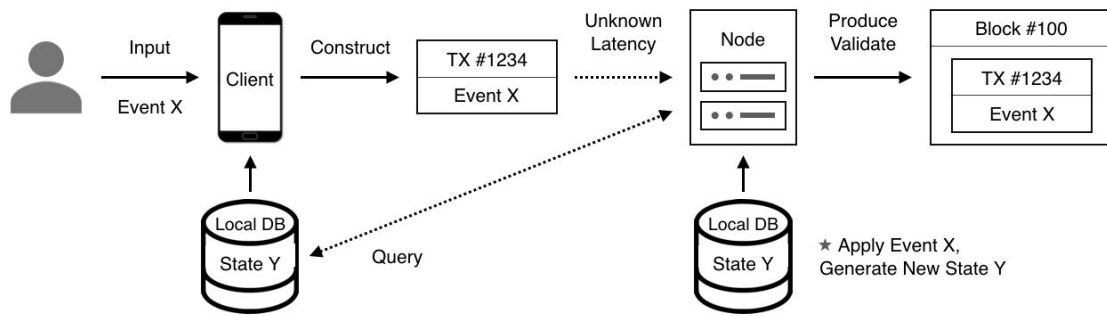 Input
Event X
Client
Construct
TX #1234
Event X
Unknown
Latency
Node
Produce
Validate
Block #100
TX #1234
Event X
Local DB
State Y
Query
Local DB
State Y
★ Apply Event X,
Generate New State Y